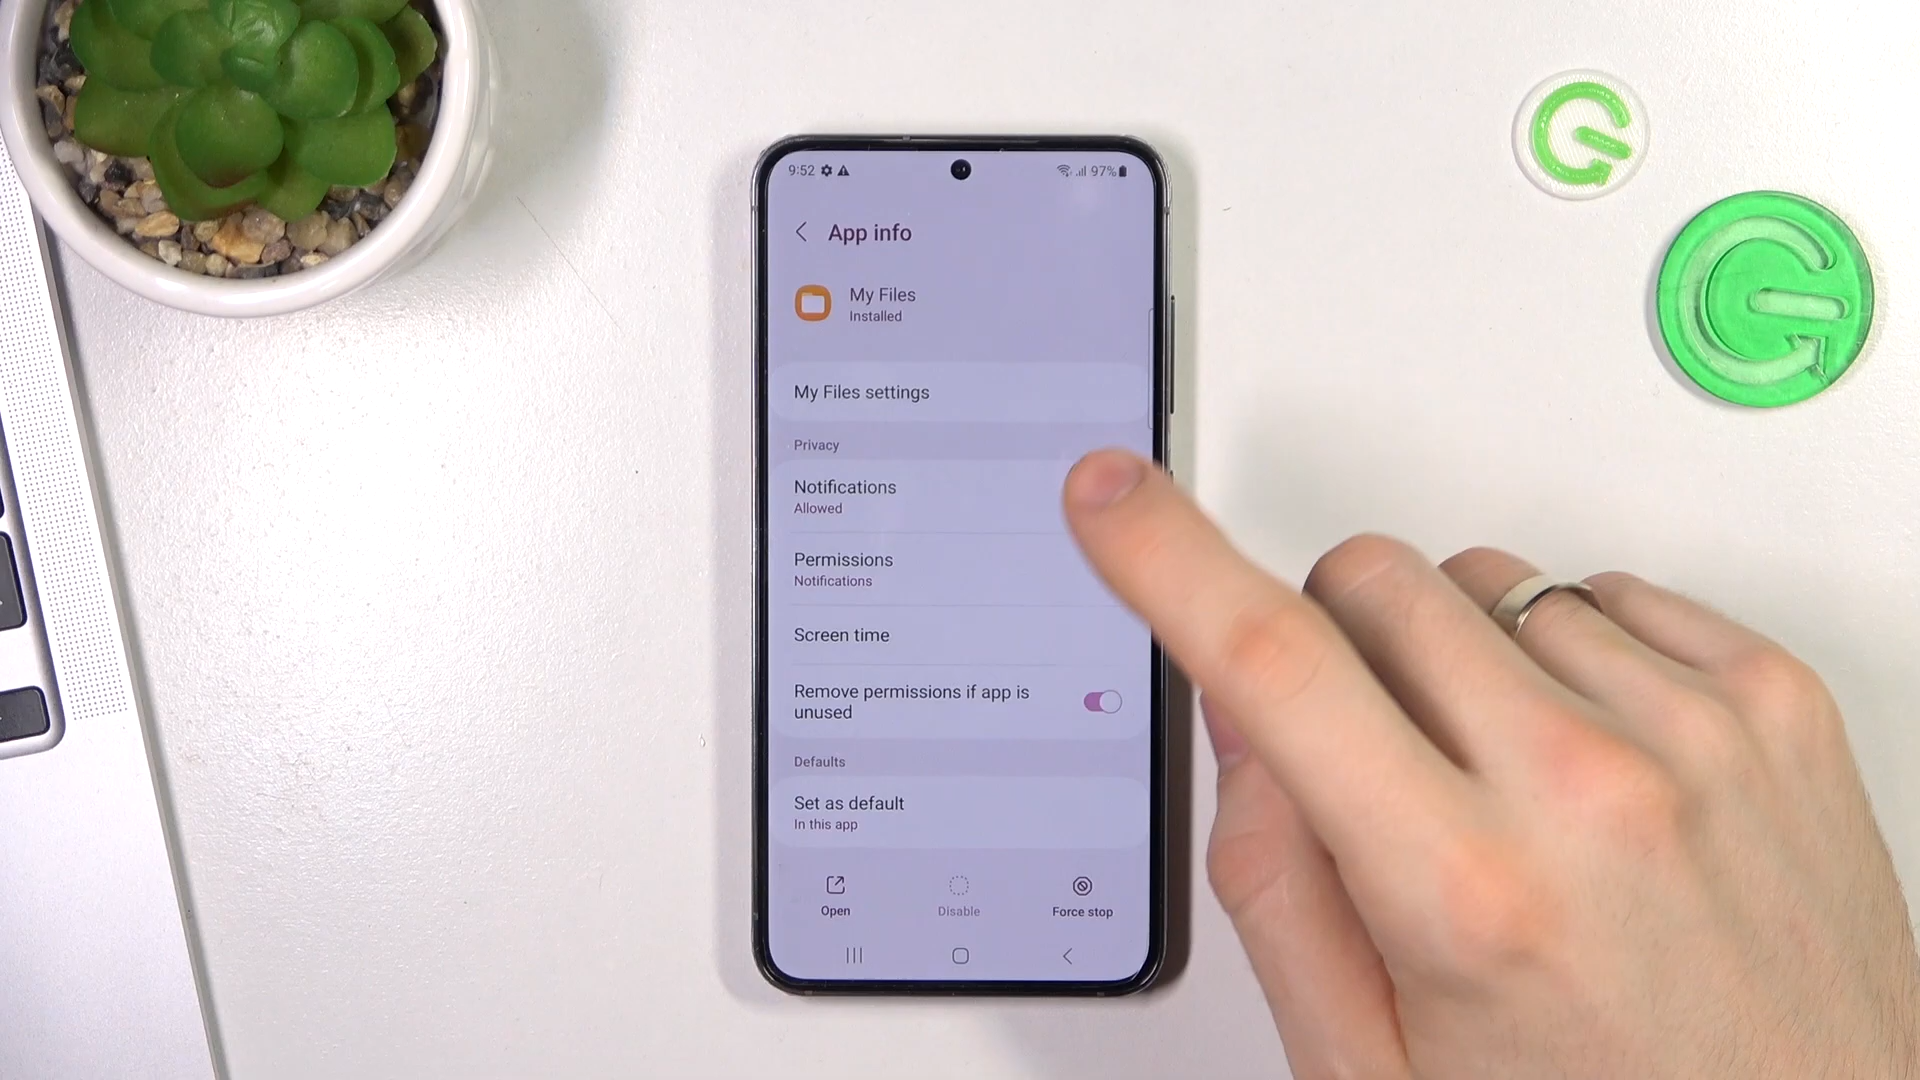 9:52
97%
App info
My Files
Installed
My Files settings
Privacy
Notifications
Allowed
Permissions
Notifications
Screen time
Remove permissions if app is
unused
Defaults
Set as default
In this app
Open
Disable
Force stop